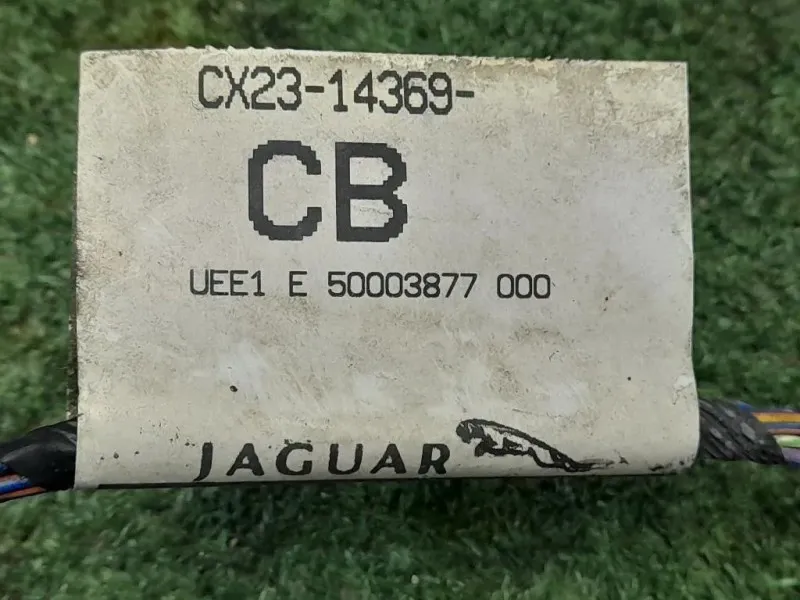 CX23-14369-
CB
UEE1 E 50003877 000
JAGUAR